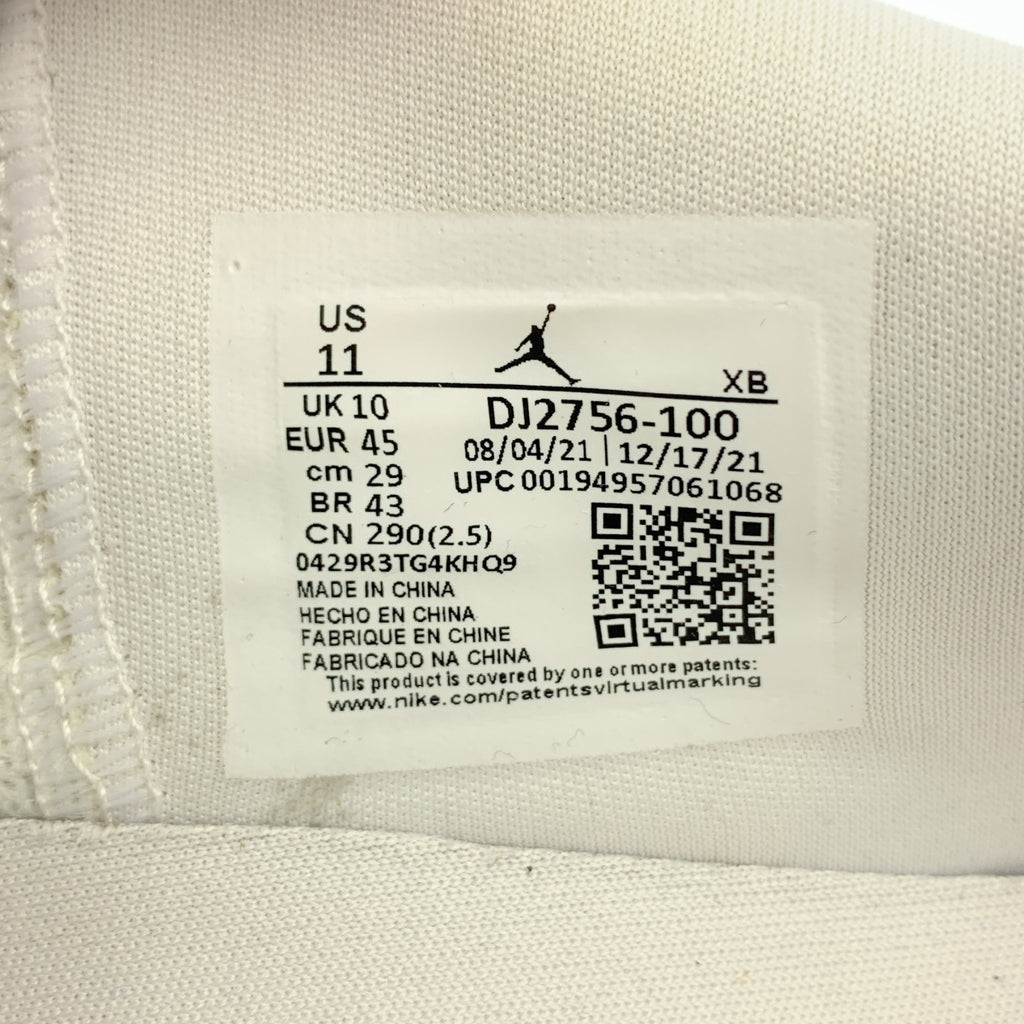 US
11
XB
UK 10
DJ2756-100
EUR 45
08/04/21 | 12/17/21
cm 29
UPC 00194957061068
BR 43
CN 290(2.5)
0429R3TG4KHQ9
MADE IN CHINA
HECHO EN CHINA
FABRIQUE EN CHINE
FABRICADO NA CHINA
This product is covered by one or more patents:
www.nike.com/patentsvirtualmarking